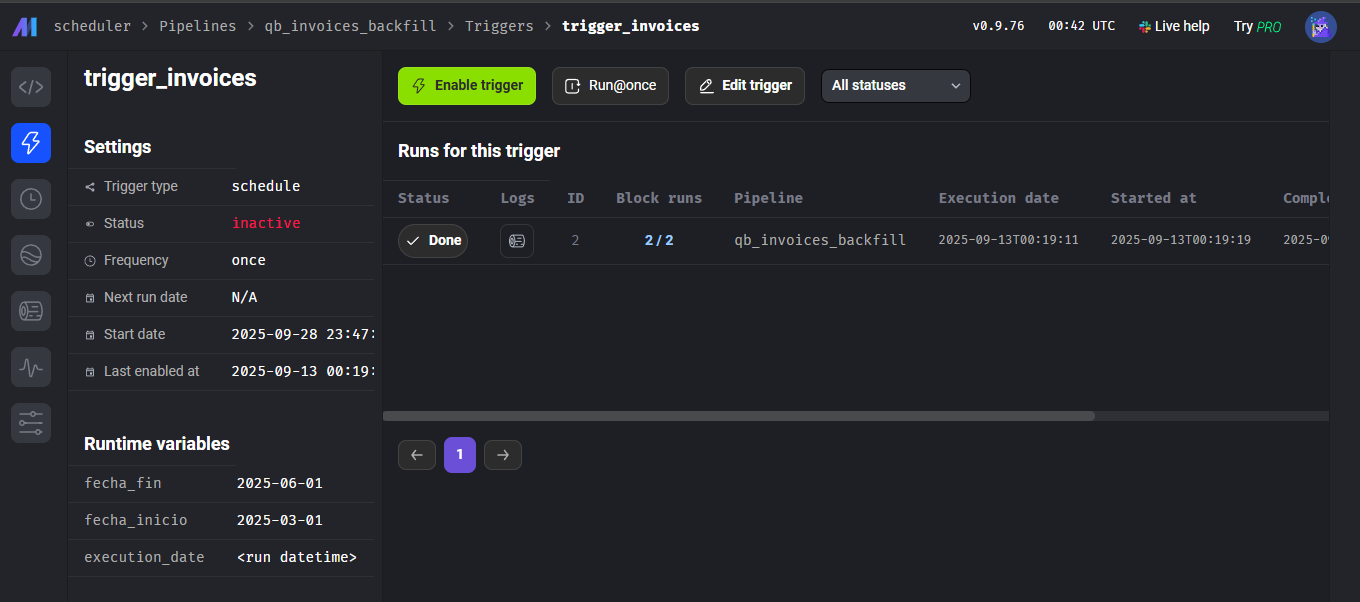 scheduler > Pipelines > qb_invoices_backfill > Triggers > trigger_invoices v0.9.76 00:42 UTC Live help Try PRO
trigger_invoices
Enable trigger Run@once Edit trigger All statuses
Settings
Trigger type schedule
Status inactive
Frequency once
Next run date N/A
Start date 2025-09-28 23:47:
Last enabled at 2025-09-13 00:19:
Runtime variables
fecha_fin 2025-06-01
fecha_inicio 2025-03-01
execution_date <run datetime>
Runs for this trigger
Status Logs ID Block runs Pipeline Execution date Started at Comple
Done 2 2/2 qb_invoices_backfill 2025-09-13T00:19:11 2025-09-13T00:19:19 2025-09
1